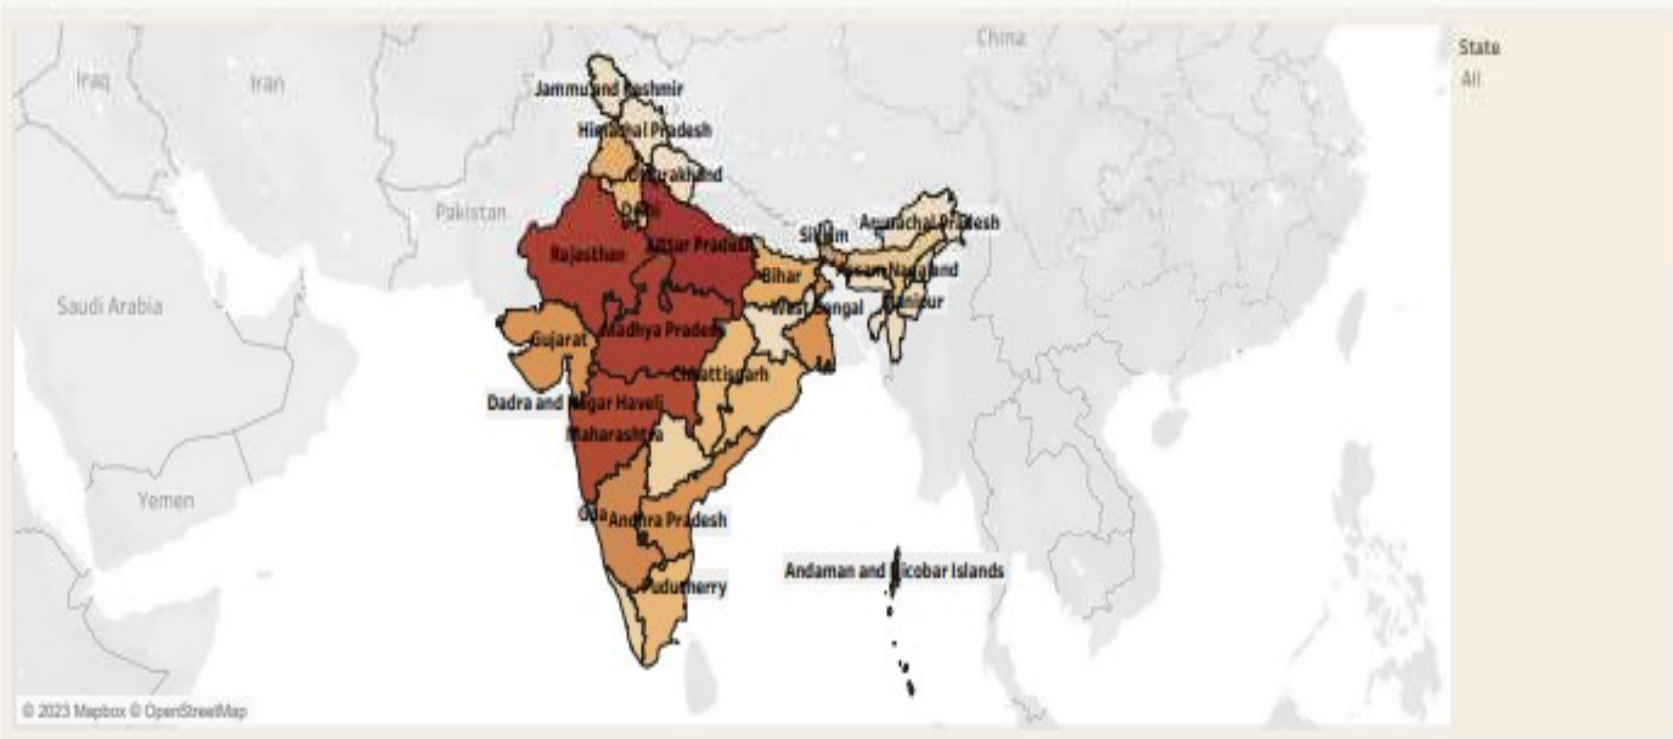 China
State
All
Iraq
Iran
Jammu and Kashmir
Himachal Pradesh
Uttarakhand
Pakistan
Delhi
Sikkim
Arunachal Pradesh
Rajasthan
Uttar Pradesh
Bihar
Assam Nagaland
Saudi Arabia
West Bengal
Manipur
Gujarat
Madhya Pradesh
Chhattisgarh
Dadra and Nagar Haveli
Maharashtra
Yemen
Goa
Andhra Pradesh
Andaman and Nicobar Islands
Puducherry
© 2023 Mapbox © OpenStreetMap